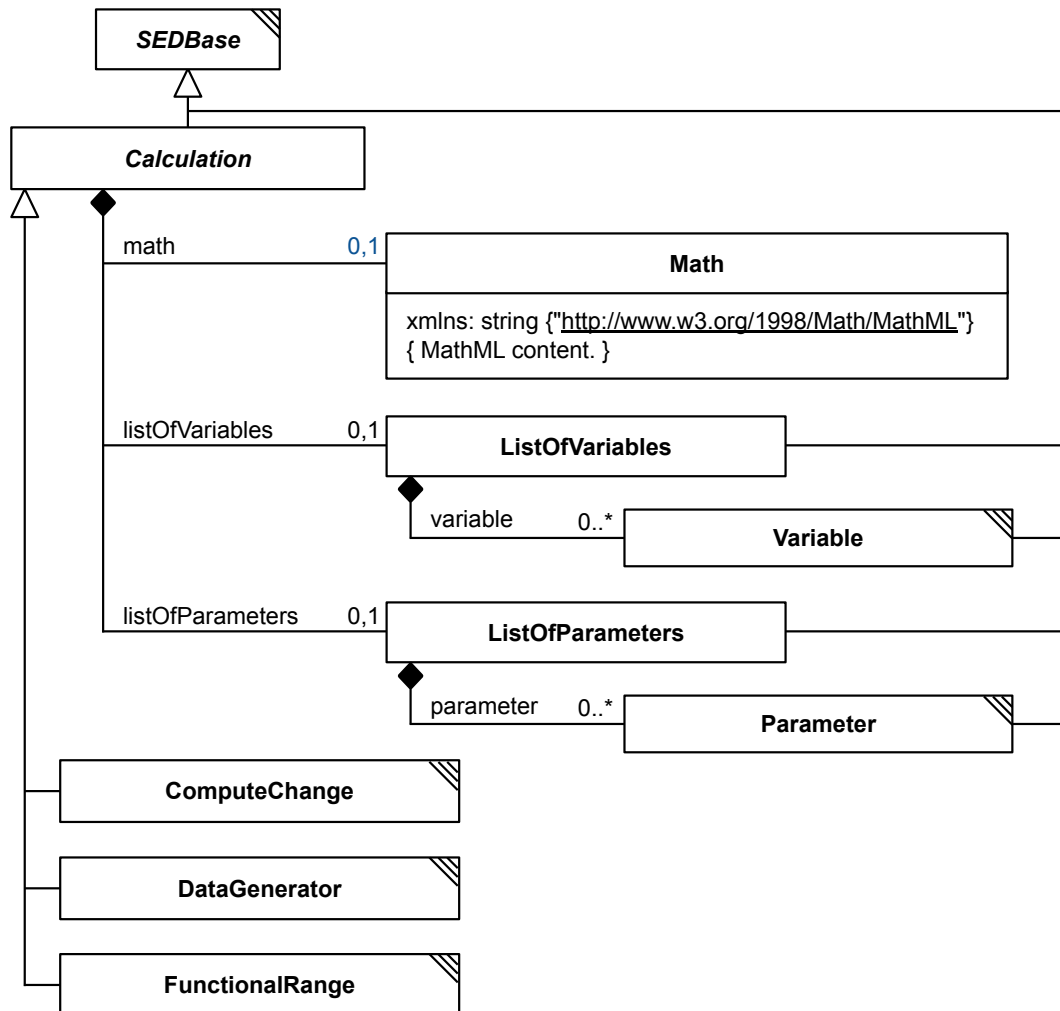 SEDBase
Calculation
math 0,1
Math
xmlns: string {"http://www.w3.org/1998/Math/MathML"}
{ MathML content. }
listOfVariables 0,1
ListOfVariables
variable 0..*
Variable
listOfParameters 0,1
ListOfParameters
parameter 0..*
Parameter
ComputeChange
DataGenerator
FunctionalRange